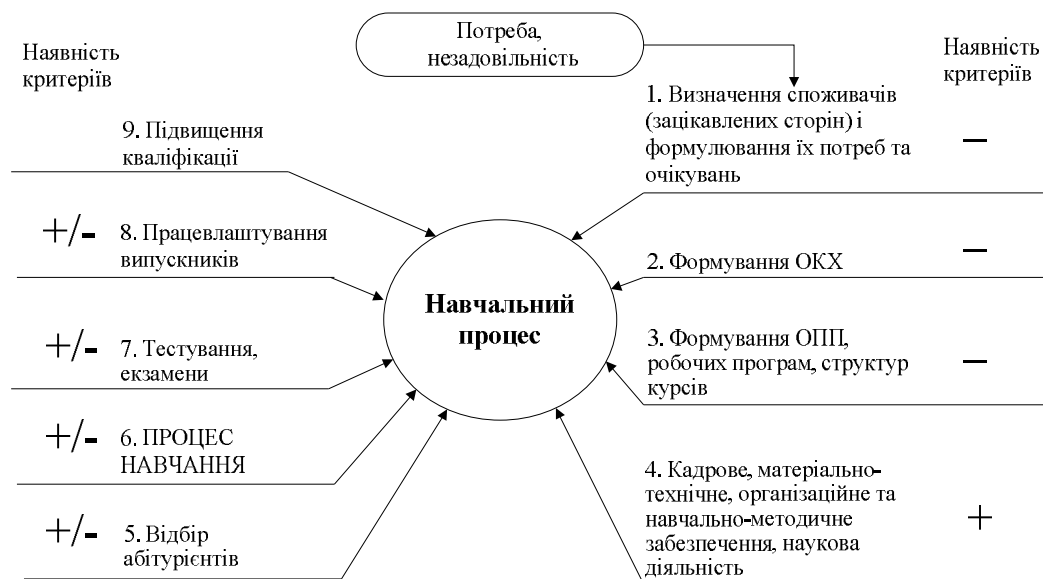 Потреба,
незадовільність
Наявність
критеріїв
Наявність
критеріїв
1. Визначення споживачів
(зацікавлених сторін) і
формулювання їх потреб та
очікувань
–
2. Формування ОКХ
–
3. Формування ОПП,
робочих програм, структур
курсів
–
4. Кадрове, матеріально-
технічне, організаційне та
навчально-методичне
забезпечення, наукова
діяльність
+
Навчальний
процес
9. Підвищення
кваліфікації
+/-
8. Працевлаштування
випускників
+/-
7. Тестування,
екзамени
+/-
6. ПРОЦЕС
НАВЧАННЯ
+/-
5. Відбір
абітурієнтів